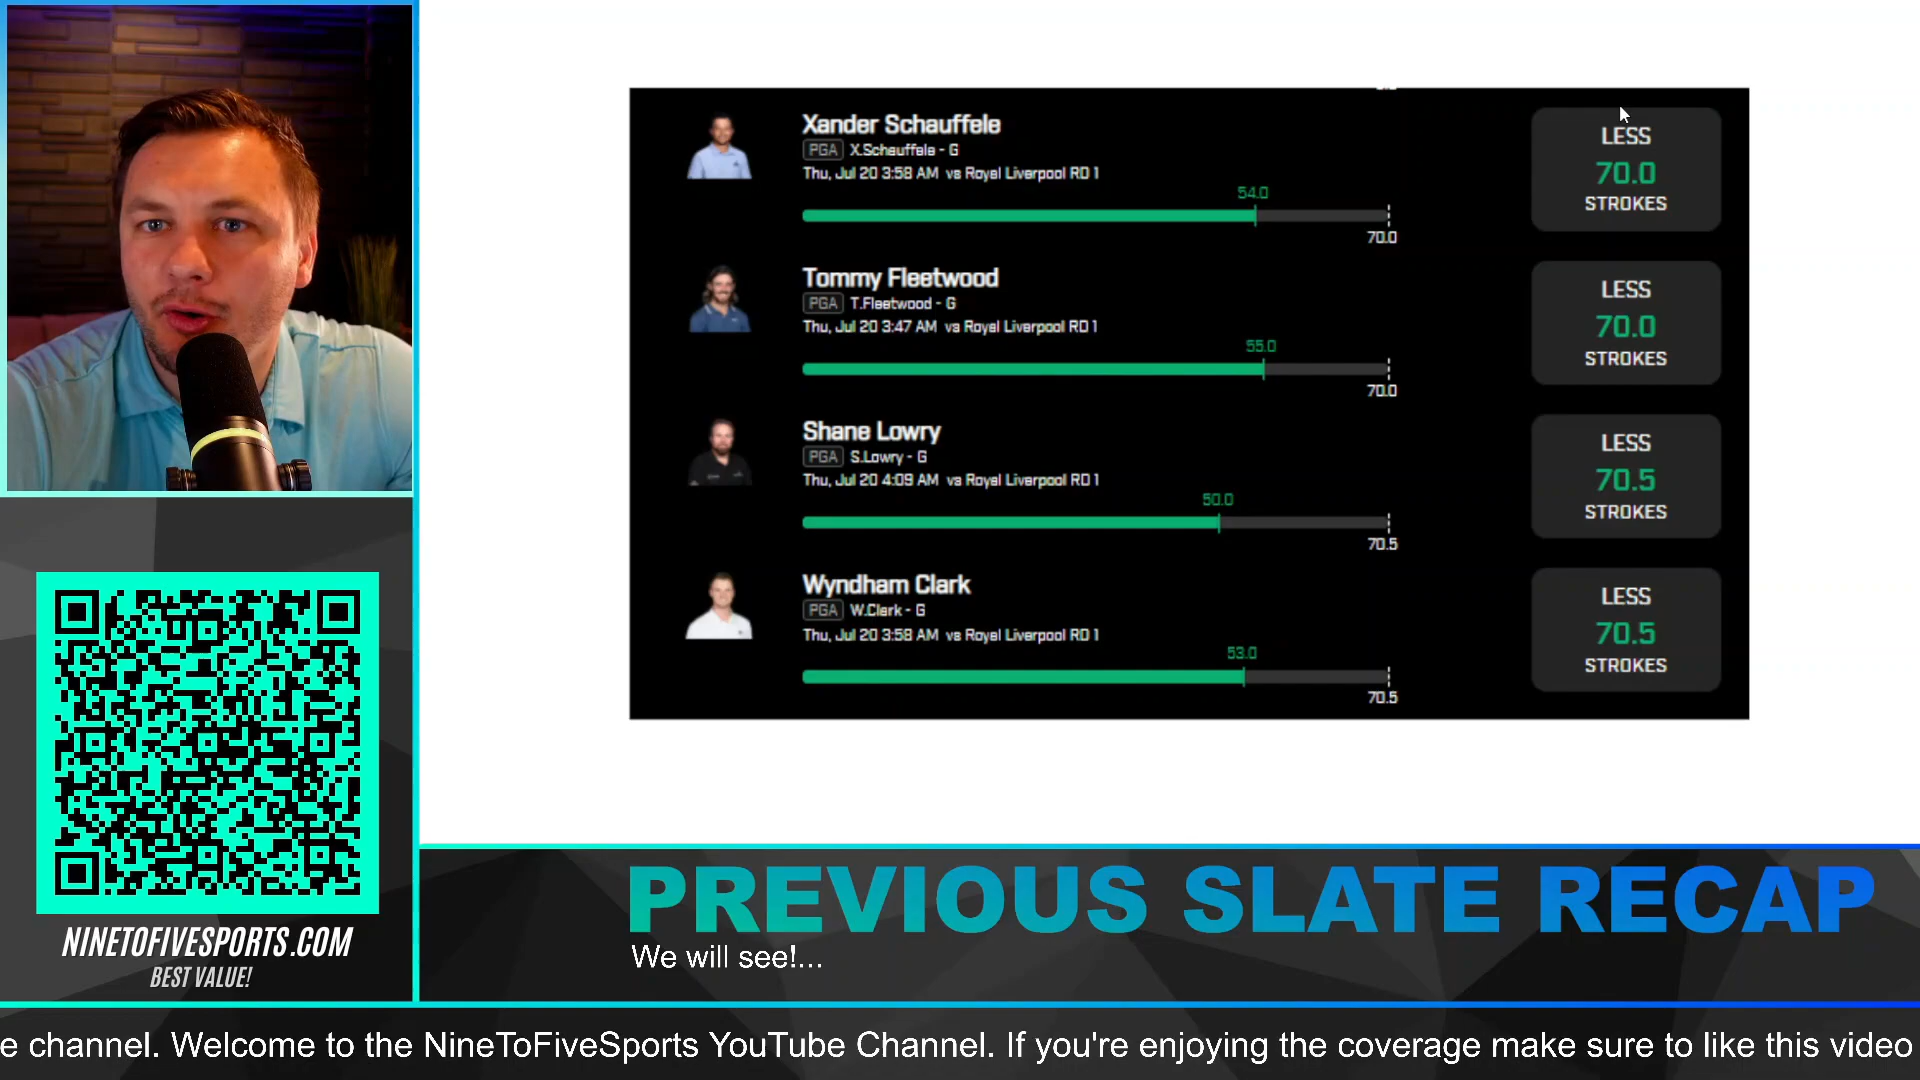 Xander Schauffele
PGA X.Schauffele - G
Thu, Jul 20 3:58 AM vs Royal Liverpool RD 1
54.0
70.0
LESS
70.0
STROKES
Tommy Fleetwood
PGA T.Fleetwood - G
Thu, Jul 20 3:47 AM vs Royal Liverpool RD 1
55.0
70.0
LESS
70.0
STROKES
Shane Lowry
PGA S.Lowry - G
Thu, Jul 20 4:09 AM vs Royal Liverpool RD 1
50.0
70.5
LESS
70.5
STROKES
Wyndham Clark
PGA W.Clark - G
Thu, Jul 20 3:58 AM vs Royal Liverpool RD 1
53.0
70.5
LESS
70.5
STROKES
NINETOFIVESPORTS.COM
BEST VALUE!
PREVIOUS SLATE RECAP
We will see!...
e channel. Welcome to the NineToFiveSports YouTube Channel. If you're enjoying the coverage make sure to like this video